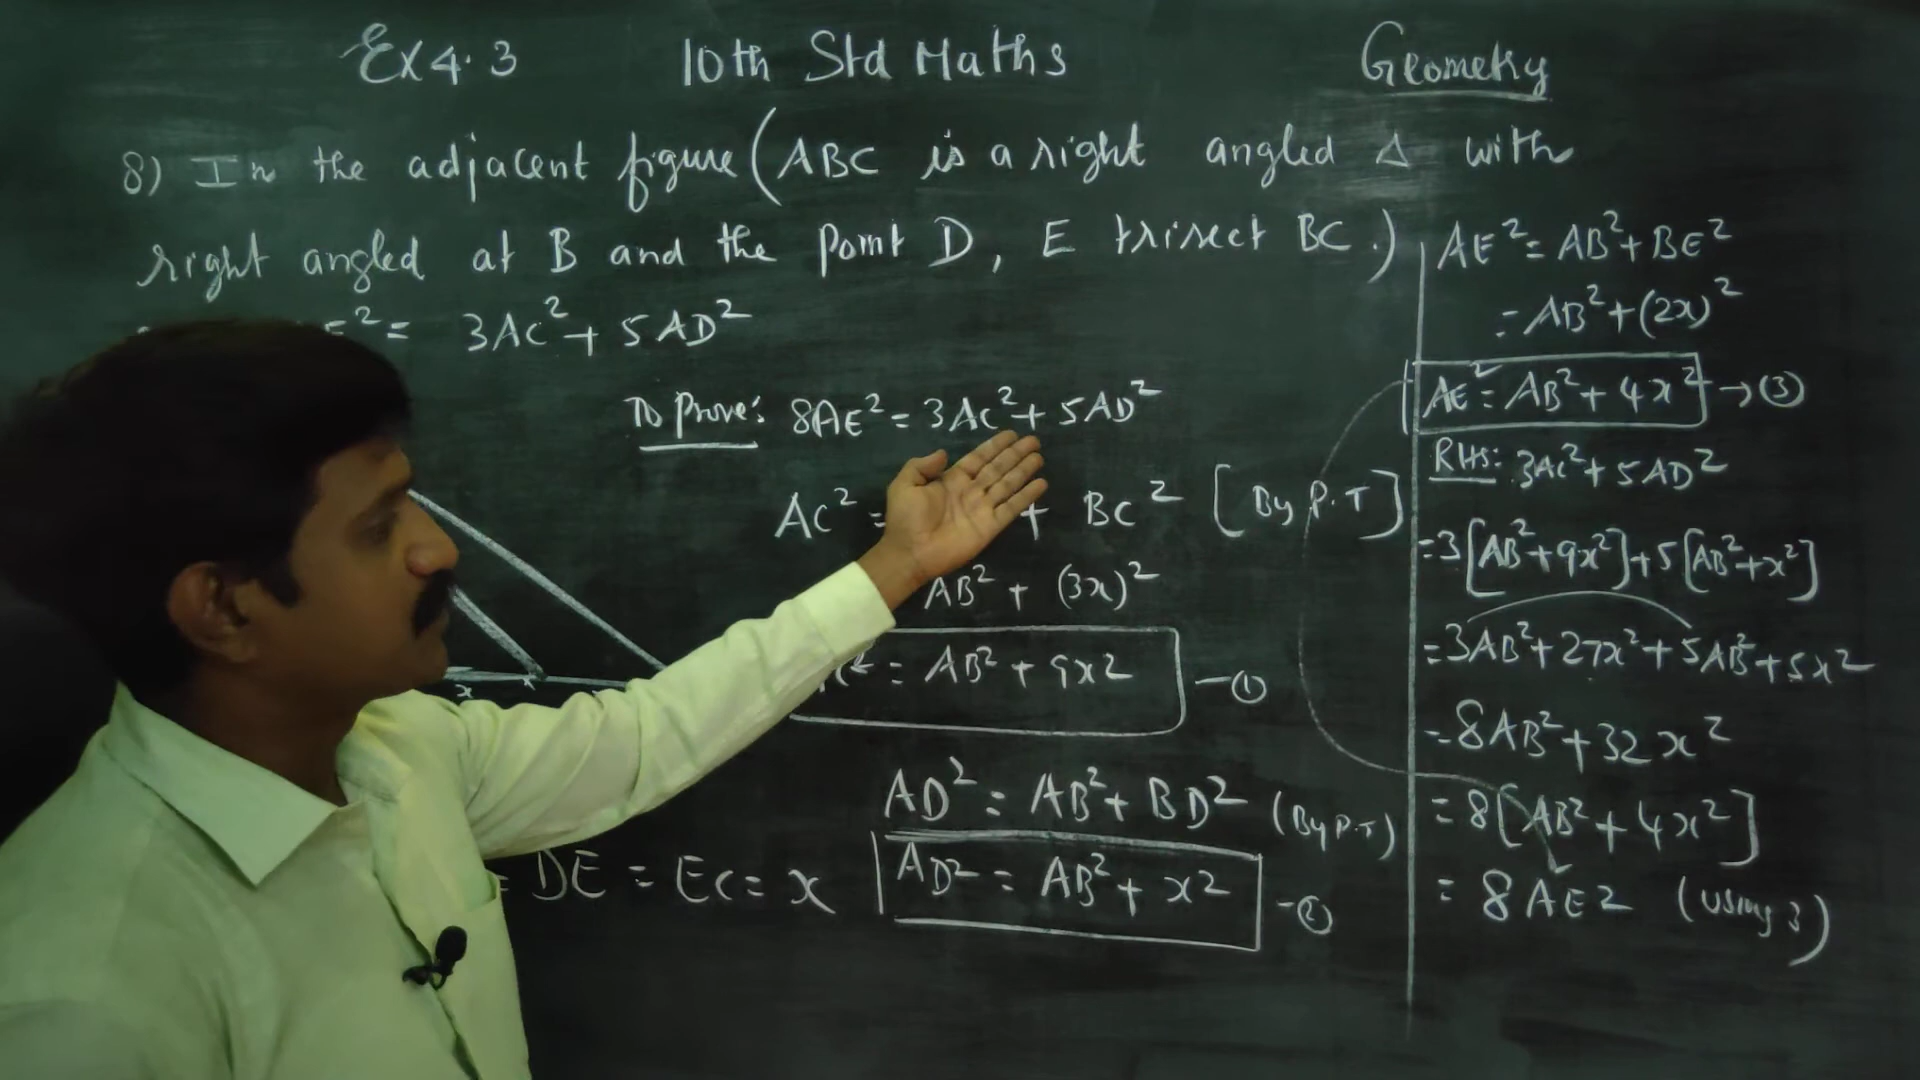 Ex 4.3 10th Std Maths Geometry
8) In the adjacent figure (ABC is a right angled Δ with
right angled at B and the point D, E trisect BC.)
² = 3AC² + 5AD²
To Prove: 8AE² = 3AC² + 5AD²
AC² = + BC² [By P.T]
AB² + (3x)²
² = AB² + 9x² - ①
x x
AD² = AB² + BD² (By P.T)
= DE = EC = x AD² = AB² + x² - ②
AE² = AB² + BE²
= AB² + (2x)²
AE² = AB² + 4x² → (3)
RHS: 3AC² + 5AD²
= 3[AB² + 9x²] + 5[AB² + x²]
= 3AB² + 27x² + 5AB² + 5x²
= 8AB² + 32x²
= 8[AB² + 4x²]
= 8AE2 (using 3)